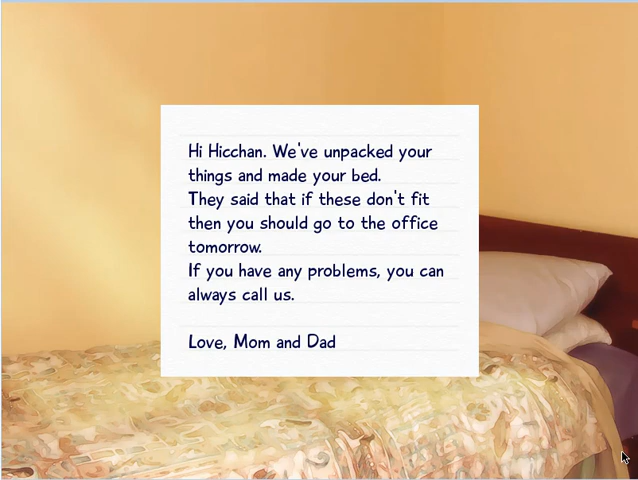 Hi Hicchan. We've unpacked your
things and made your bed.
They said that if these don't fit
then you should go to the office
tomorrow.
If you have any problems, you can
always call us.
Love, Mom and Dad